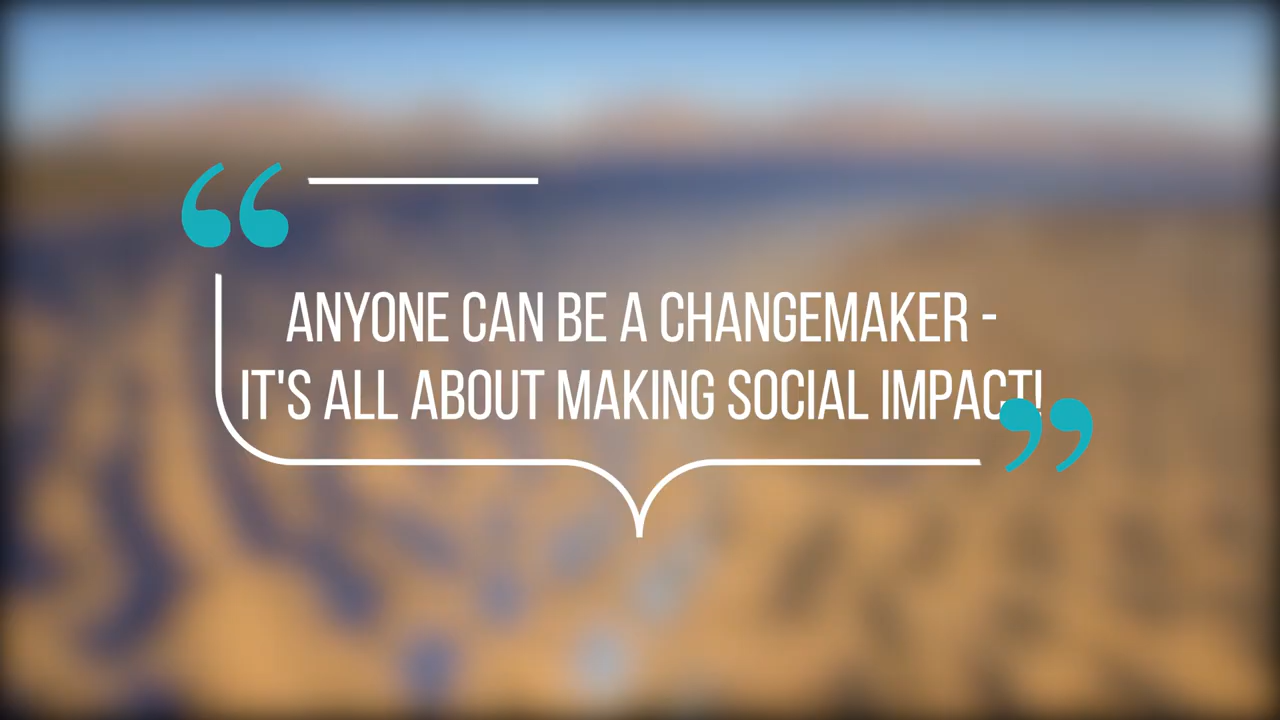 “
ANYONE CAN BE A CHANGEMAKER -
IT'S ALL ABOUT MAKING SOCIAL IMPACT!
”